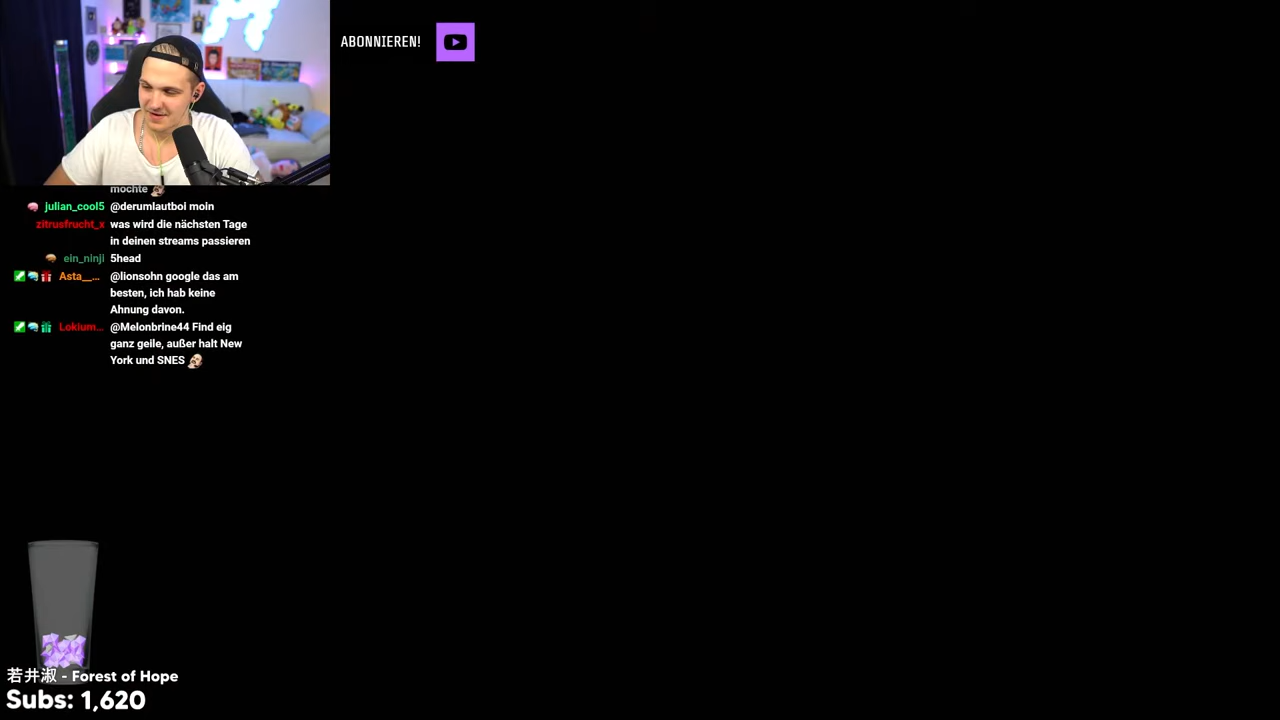 ABONNIEREN!
möchte
julian_cool5 @derumlautboi moin
zitrusfrucht_x was wird die nächsten Tage
in deinen streams passieren
ein_ninji 5head
Asta__... @lionsohn google das am
besten, ich hab keine
Ahnung davon.
Lokium... @Melonbrine44 Find eig
ganz geile, außer halt New
York und SNES
若井淑 - Forest of Hope
Subs: 1,620